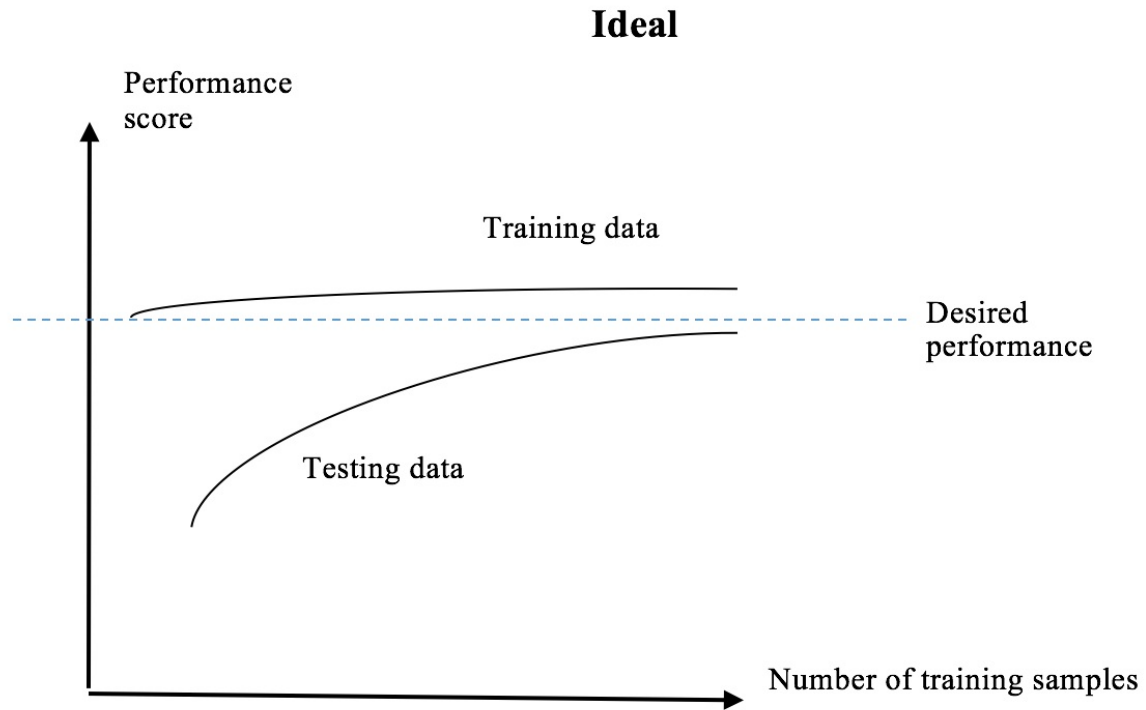 Ideal
Performance
score
Training data
Desired
performance
Testing data
Number of training samples